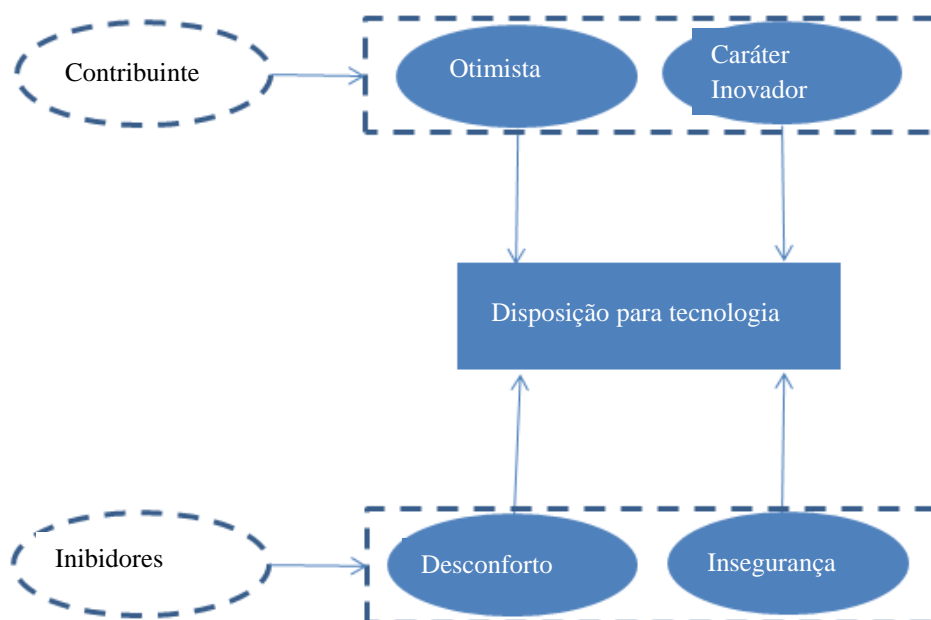 Contribuinte
Otimista
Caráter
Inovador
Disposição para tecnologia
Inibidores
Desconforto
Insegurança